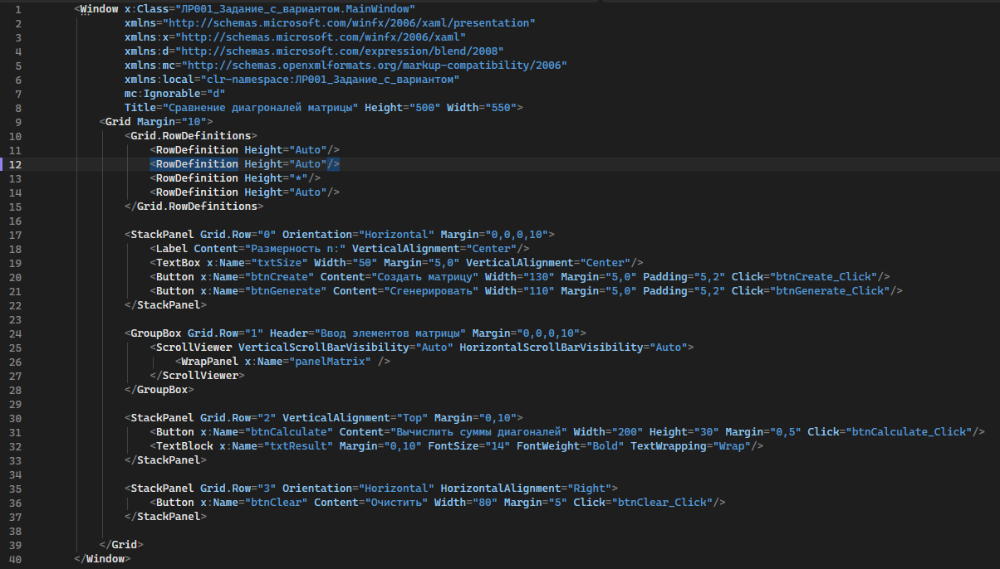 1 <Window x:Class="ЛР001_Задание_с_вариантом.MainWindow"
2 xmlns="http://schemas.microsoft.com/winfx/2006/xaml/presentation"
3 xmlns:x="http://schemas.microsoft.com/winfx/2006/xaml"
4 xmlns:d="http://schemas.microsoft.com/expression/blend/2008"
5 xmlns:mc="http://schemas.openxmlformats.org/markup-compatibility/2006"
6 xmlns:local="clr-namespace:ЛР001_Задание_с_вариантом"
7 mc:Ignorable="d"
8 Title="Сравнение диагроналей матрицы" Height="500" Width="550">
9 <Grid Margin="10">
10 <Grid.RowDefinitions>
11 <RowDefinition Height="Auto"/>
12 <RowDefinition Height="Auto"/>
13 <RowDefinition Height="*"/>
14 <RowDefinition Height="Auto"/>
15 </Grid.RowDefinitions>
16
17 <StackPanel Grid.Row="0" Orientation="Horizontal" Margin="0,0,0,10">
18 <Label Content="Размерность n:" VerticalAlignment="Center"/>
19 <TextBox x:Name="txtSize" Width="50" Margin="5,0" VerticalAlignment="Center"/>
20 <Button x:Name="btnCreate" Content="Создать матрицу" Width="130" Margin="5,0" Padding="5,2" Click="btnCreate_Click"/>
21 <Button x:Name="btnGenerate" Content="Сгенерировать" Width="110" Margin="5,0" Padding="5,2" Click="btnGenerate_Click"/>
22 </StackPanel>
23
24 <GroupBox Grid.Row="1" Header="Ввод элементов матрицы" Margin="0,0,0,10">
25 <ScrollViewer VerticalScrollBarVisibility="Auto" HorizontalScrollBarVisibility="Auto">
26 <WrapPanel x:Name="panelMatrix" />
27 </ScrollViewer>
28 </GroupBox>
29
30 <StackPanel Grid.Row="2" VerticalAlignment="Top" Margin="0,10">
31 <Button x:Name="btnCalculate" Content="Вычислить суммы диагоналей" Width="200" Height="30" Margin="0,5" Click="btnCalculate_Click"/>
32 <TextBlock x:Name="txtResult" Margin="0,10" FontSize="14" FontWeight="Bold" TextWrapping="Wrap"/>
33 </StackPanel>
34
35 <StackPanel Grid.Row="3" Orientation="Horizontal" HorizontalAlignment="Right">
36 <Button x:Name="btnClear" Content="Очистить" Width="80" Margin="5" Click="btnClear_Click"/>
37 </StackPanel>
38
39 </Grid>
40 </Window>